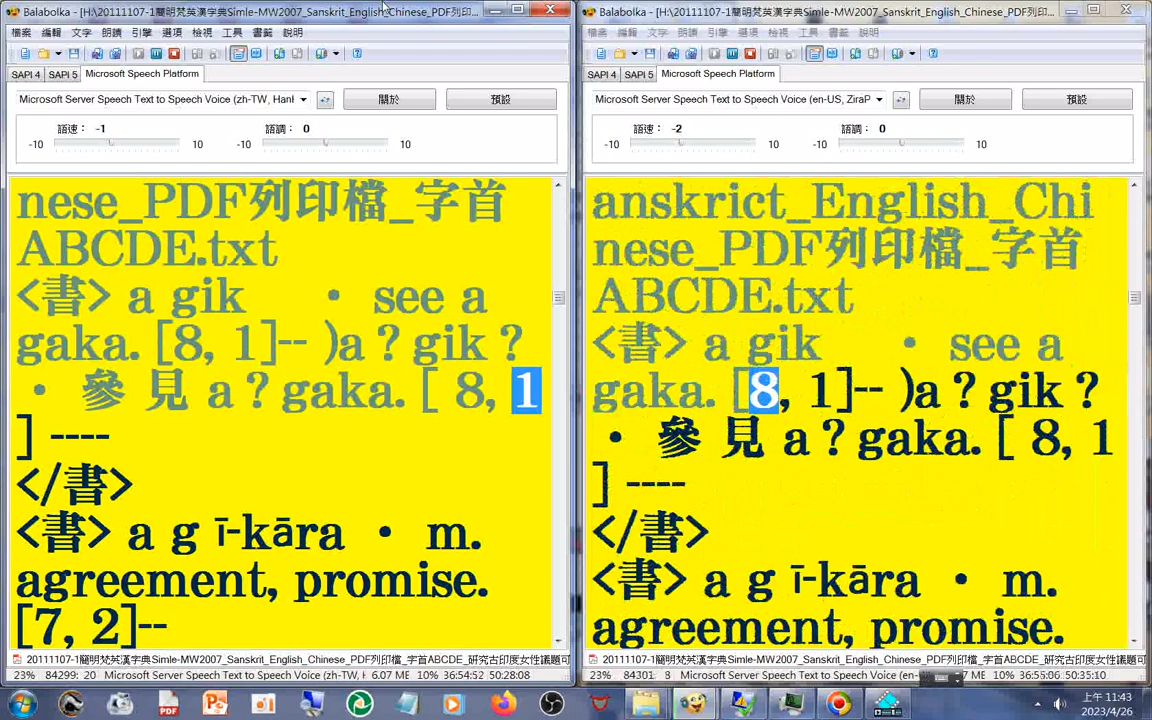 Balabolka - [H:\20111107-1簡明梵英漢字典Simle-MW2007_Sanskrit_English_Chinese_PDF列印...
檔案 編輯 文字 朗讀 引擎 選項 檢視 工具 書籤 說明
SAPI 4 SAPI 5 Microsoft Speech Platform
Microsoft Server Speech Text to Speech Voice (zh-TW, Hanl 關於 預設
語速: -1 語調: 0
-10 10 -10 10
nese_PDF列印檔_字首
ABCDE.txt
<書> a gik • see a
gaka. [8, 1]-- )a ? gik ?
• 參 見 a ? gaka. [ 8, 1
] ----
</書>
<書> a g ī-kāra • m.
agreement, promise.
[7, 2]--
20111107-1簡明梵英漢字典Simle-MW2007_Sanskrit_English_Chinese_PDF列印檔_字首ABCDE_研究古印度女性議題可
23% 84299: 20 Microsoft Server Speech Text to Speech Voice (zh-TW, H 6.07 ME 10% 36:54:52 50:28:08
Balabolka - [H:\20111107-1簡明梵英漢字典Simle-MW2007_Sanskrit_English_Chinese_PDF列印...
檔案 編輯 文字 朗讀 引擎 選項 檢視 工具 書籤 說明
SAPI 4 SAPI 5 Microsoft Speech Platform
Microsoft Server Speech Text to Speech Voice (en-US, ZiraP 關於 預設
語速: -2 語調: 0
-10 10 -10 10
anskrict_English_Chi
nese_PDF列印檔_字首
ABCDE.txt
<書> a gik • see a
gaka. [8, 1]-- )a ? gik ?
• 參 見 a ? gaka. [ 8, 1
] ----
</書>
<書> a g ī-kāra • m.
agreement, promise.
20111107-1簡明梵英漢字典Simle-MW2007_Sanskrit_English_Chinese_PDF列印檔_字首ABCDE_研究古印度女性議題可
23% 84301: 8 Microsoft Server Speech Text to Speech Voice (en-US, 10% 36:55:06 50:35:10
上午 11:43
2023/4/26